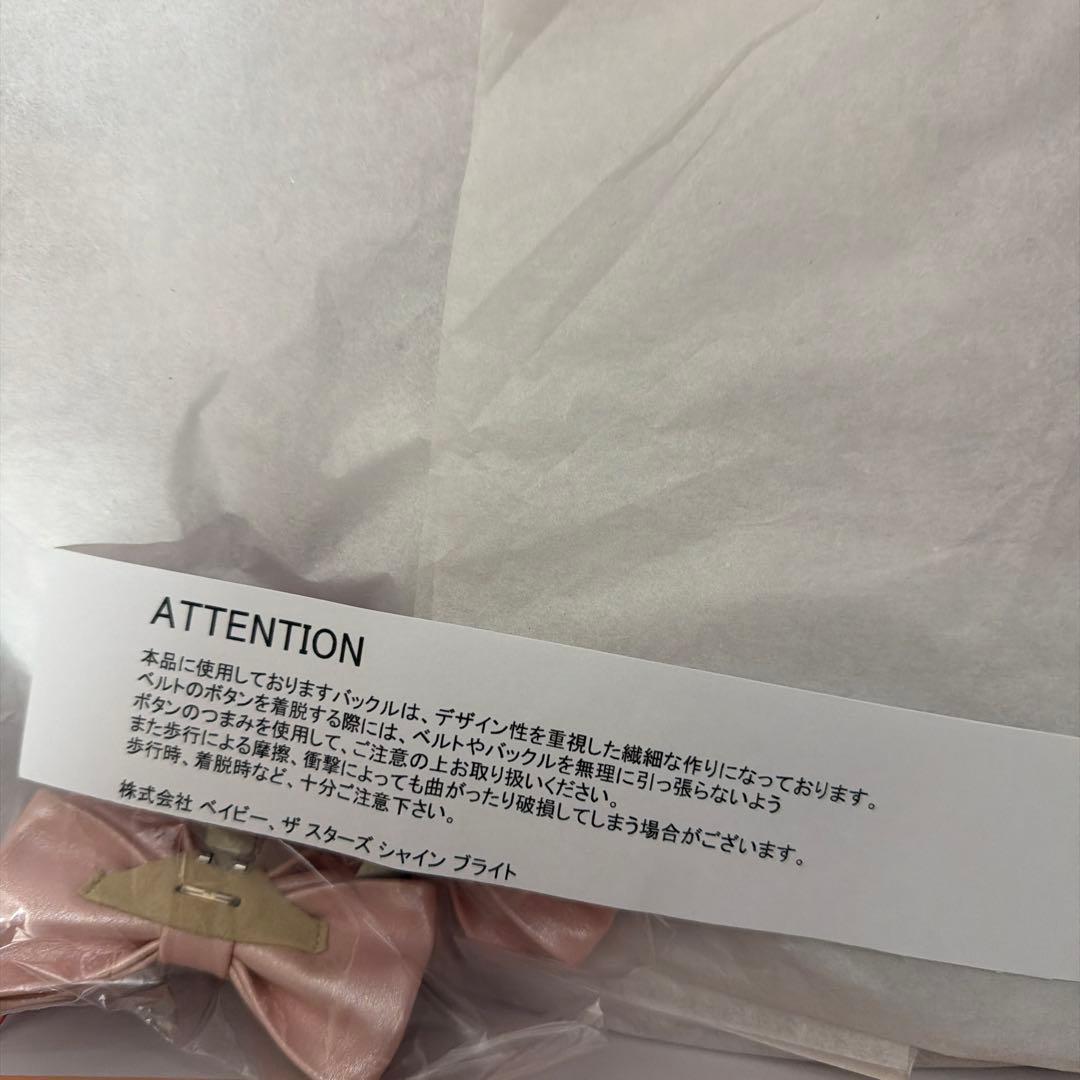 ATTENTION
本品に使用しておりますバックルは、デザイン性を重視した繊細な作りになっております。
ベルトのボタンを着脱する際には、ベルトやバックルを無理に引っ張らないよう
ボタンのつまみを使用して、ご注意の上お取り扱いください。
また歩行による摩擦、衝撃によっても曲がったり破損してしまう場合がございます。
歩行時、着脱時など、十分ご注意下さい。
株式会社 ベイビー、ザ スターズ シャイン ブライト